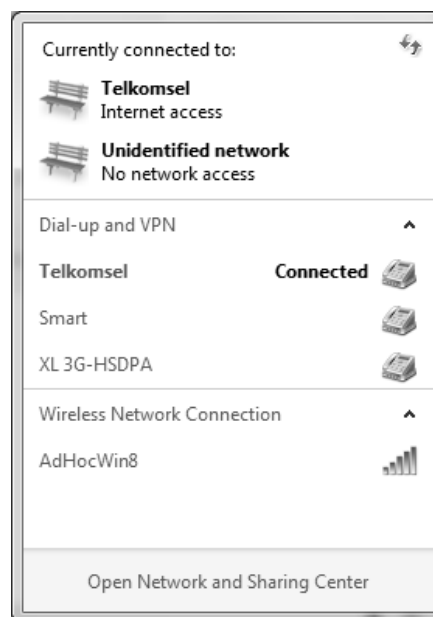 Currently connected to:
Telkomsel
Internet access
Unidentified network
No network access
Dial-up and VPN
Telkomsel Connected
Smart
XL 3G-HSDPA
Wireless Network Connection
AdHocWin8
Open Network and Sharing Center